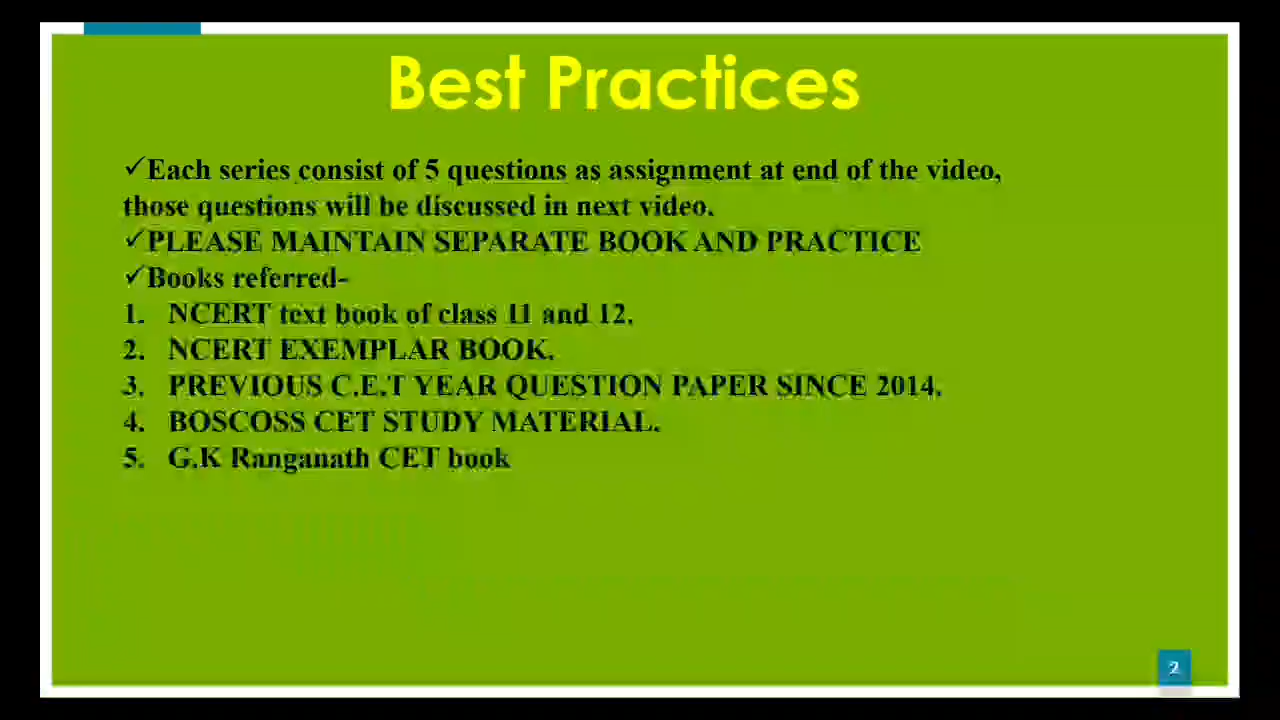 Best Practices
✓Each series consist of 5 questions as assignment at end of the video,
those questions will be discussed in next video.
✓PLEASE MAINTAIN SEPARATE BOOK AND PRACTICE
✓Books referred-
1. NCERT text book of class 11 and 12.
2. NCERT EXEMPLAR BOOK.
3. PREVIOUS C.E.T YEAR QUESTION PAPER SINCE 2014.
4. BOSCOSS CET STUDY MATERIAL.
5. G.K Ranganath CET book
2